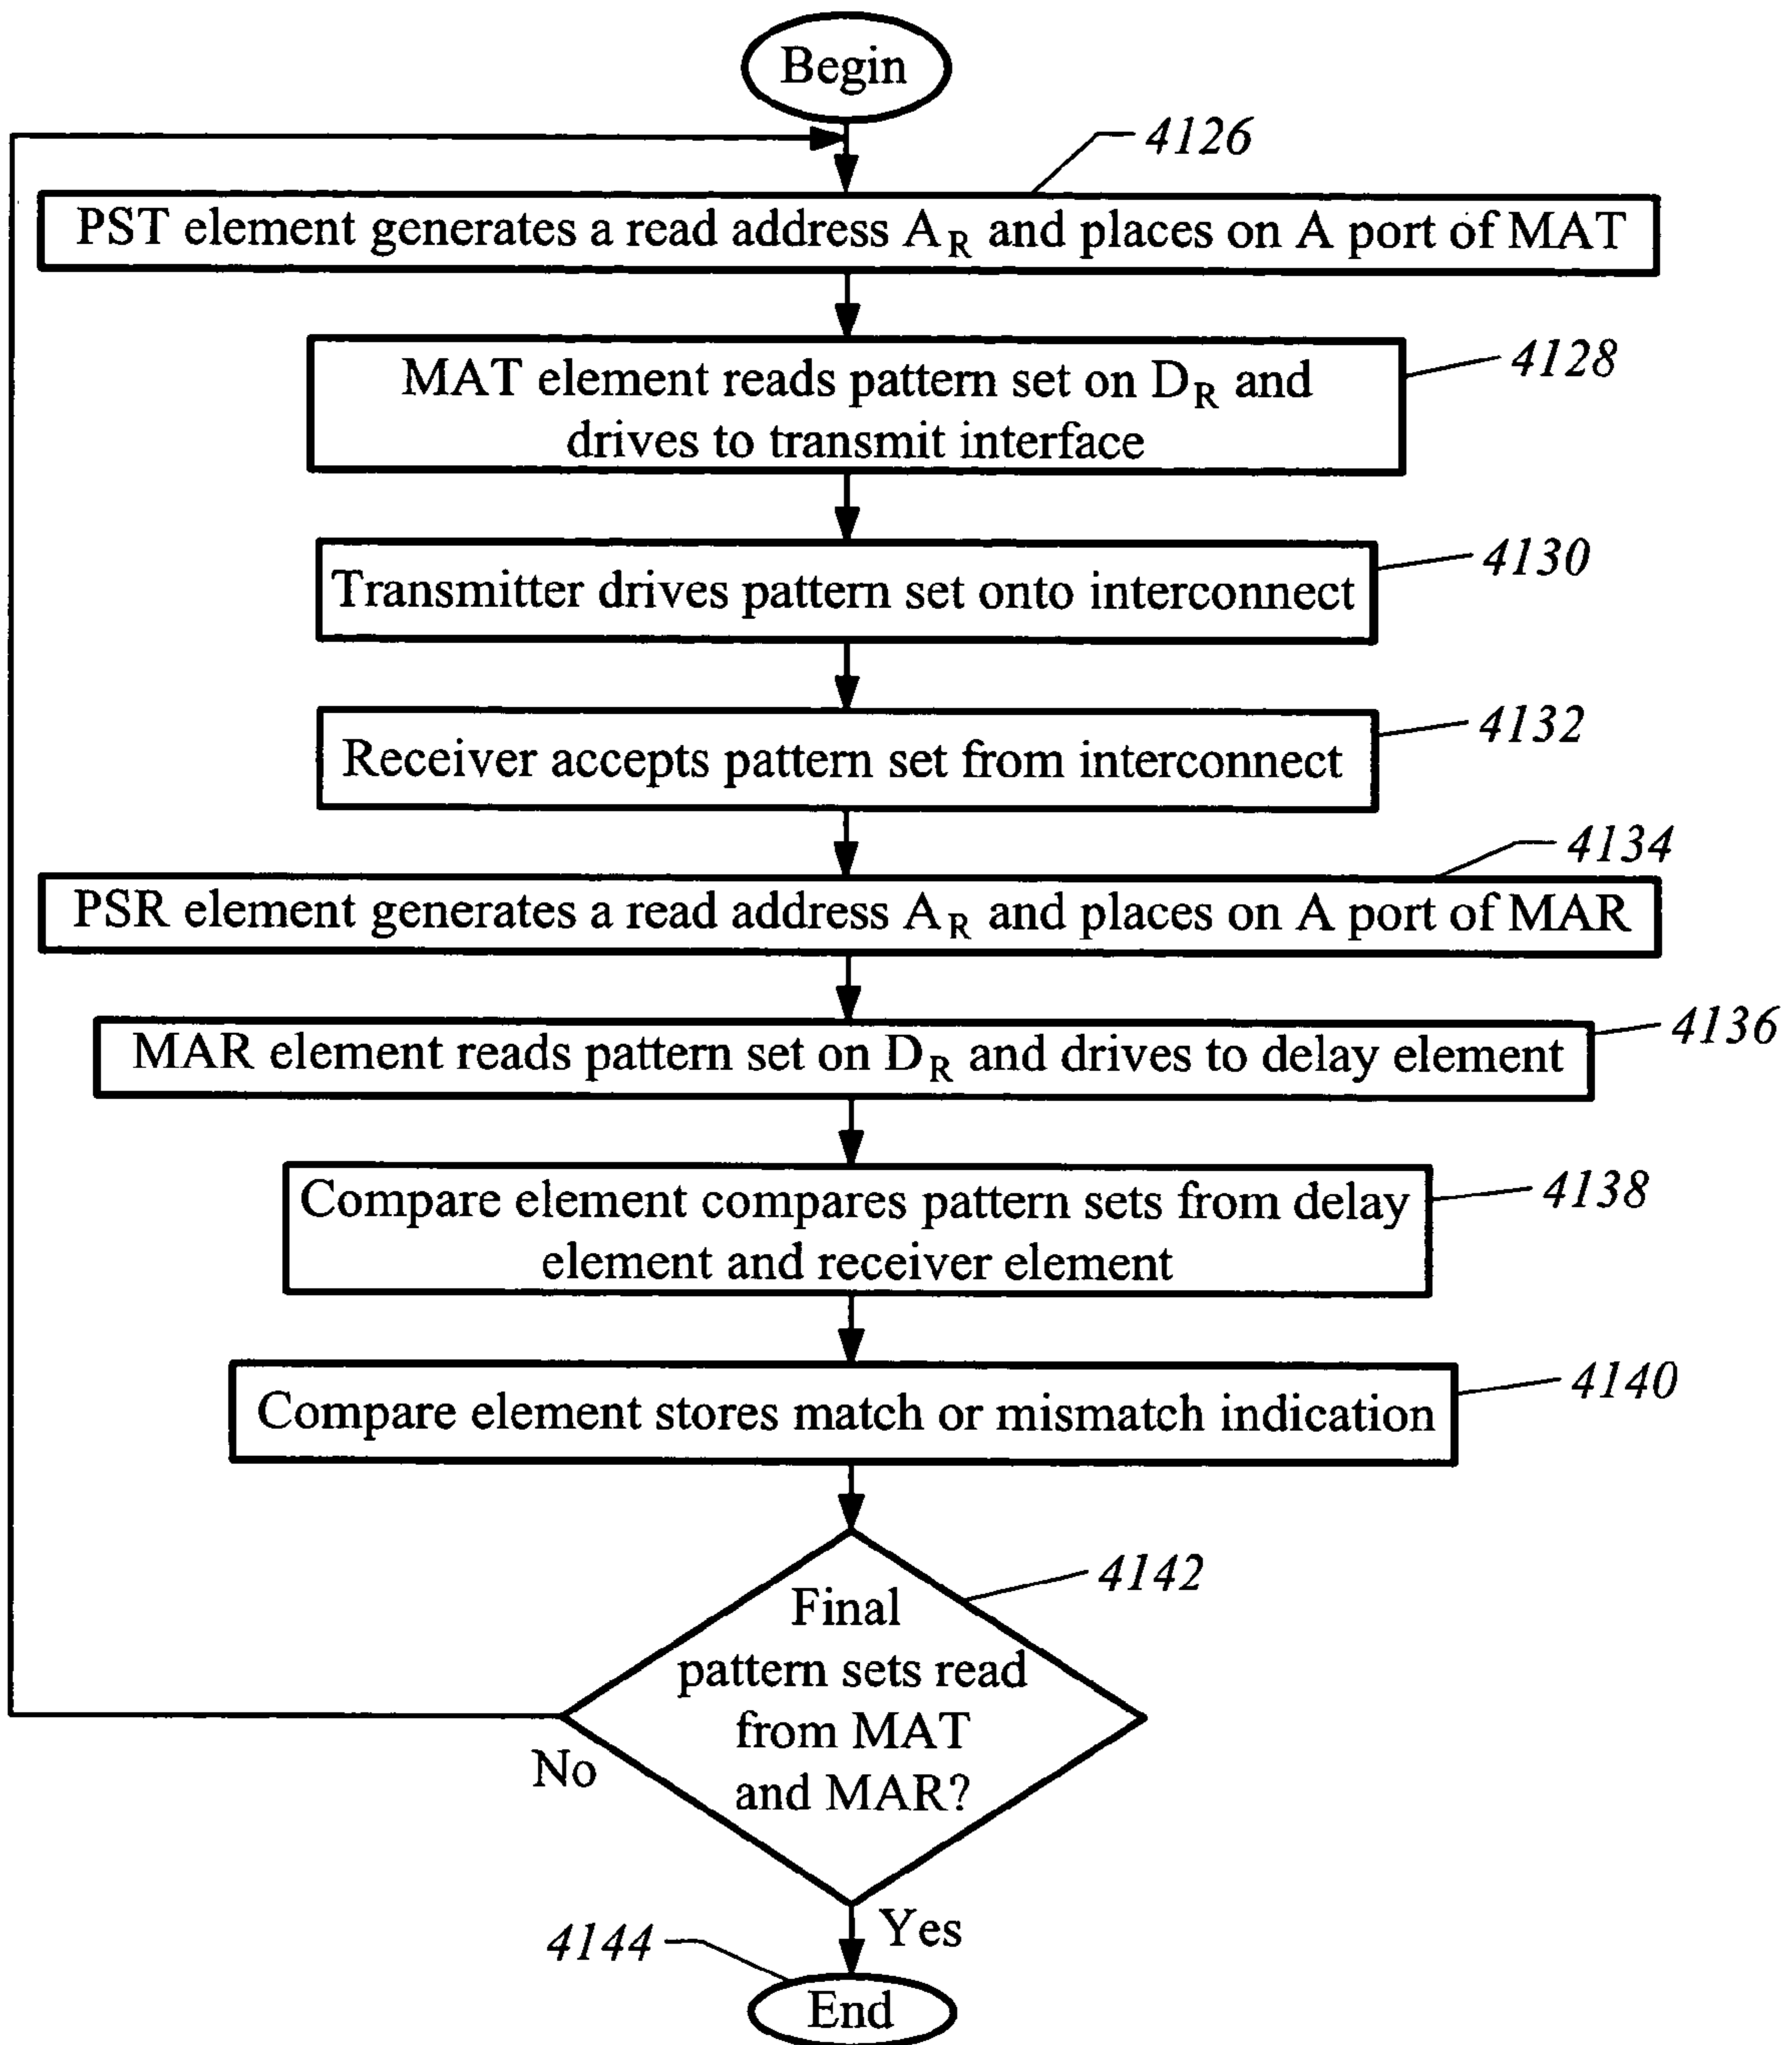 Begin
4126
PST element generates a read address AR and places on A port of MAT
4128
MAT element reads pattern set on DR and
drives to transmit interface
4130
Transmitter drives pattern set onto interconnect
4132
Receiver accepts pattern set from interconnect
4134
PSR element generates a read address AR and places on A port of MAR
4136
MAR element reads pattern set on DR and drives to delay element
4138
Compare element compares pattern sets from delay
element and receiver element
4140
Compare element stores match or mismatch indication
4142
Final
pattern sets read
from MAT
and MAR?
No
Yes
4144
End